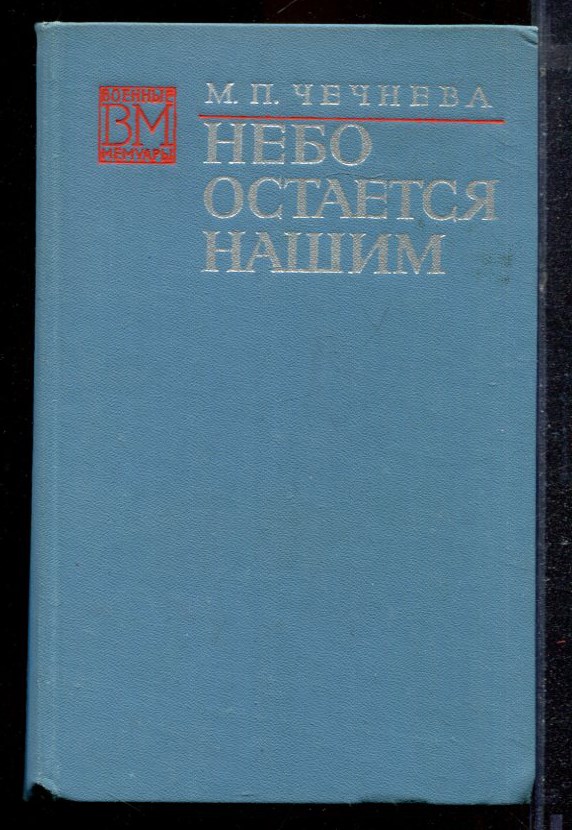 ВОЕННЫЕ
ВМ
МЕМУАРЫ
М. П. ЧЕЧНЕВА
НЕБО
ОСТАЕТСЯ
НАШИМ